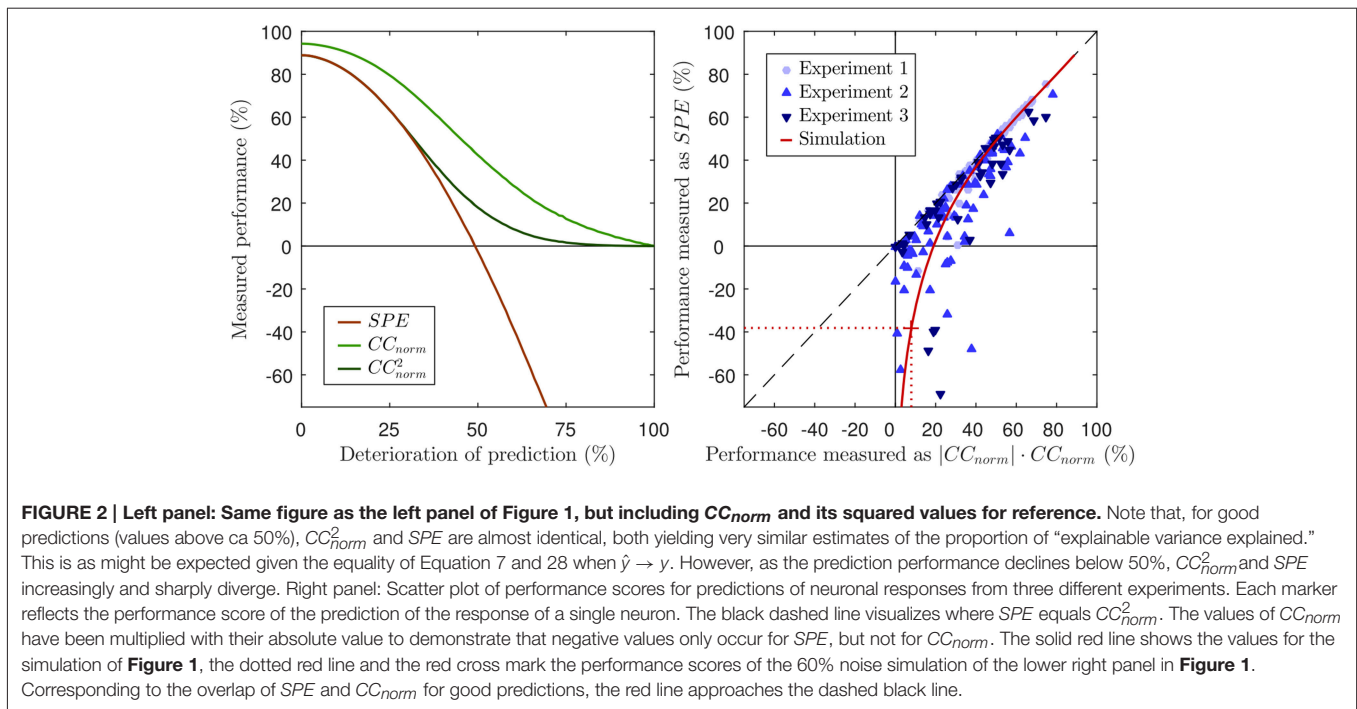 100
80
60
40
20
0
-20
-40
-60
Measured performance (%)
SPE
CCnorm
CC²norm
0 25 50 75 100
Deterioration of prediction (%)
100
80
60
40
20
0
-20
-40
-60
Performance measured as SPE (%)
Experiment 1
Experiment 2
Experiment 3
Simulation
-60 -40 -20 0 20 40 60 80 100
Performance measured as |CCnorm| · CCnorm (%)
FIGURE 2 | Left panel: Same figure as the left panel of Figure 1, but including CCnorm and its squared values for reference. Note that, for good
predictions (values above ca 50%), CC²norm and SPE are almost identical, both yielding very similar estimates of the proportion of “explainable variance explained.”
This is as might be expected given the equality of Equation 7 and 28 when ŷ → y. However, as the prediction performance declines below 50%, CC²norm and SPE
increasingly and sharply diverge. Right panel: Scatter plot of performance scores for predictions of neuronal responses from three different experiments. Each marker
reflects the performance score of the prediction of the response of a single neuron. The black dashed line visualizes where SPE equals CC²norm. The values of CCnorm
have been multiplied with their absolute value to demonstrate that negative values only occur for SPE, but not for CCnorm. The solid red line shows the values for the
simulation of Figure 1, the dotted red line and the red cross mark the performance scores of the 60% noise simulation of the lower right panel in Figure 1.
Corresponding to the overlap of SPE and CCnorm for good predictions, the red line approaches the dashed black line.